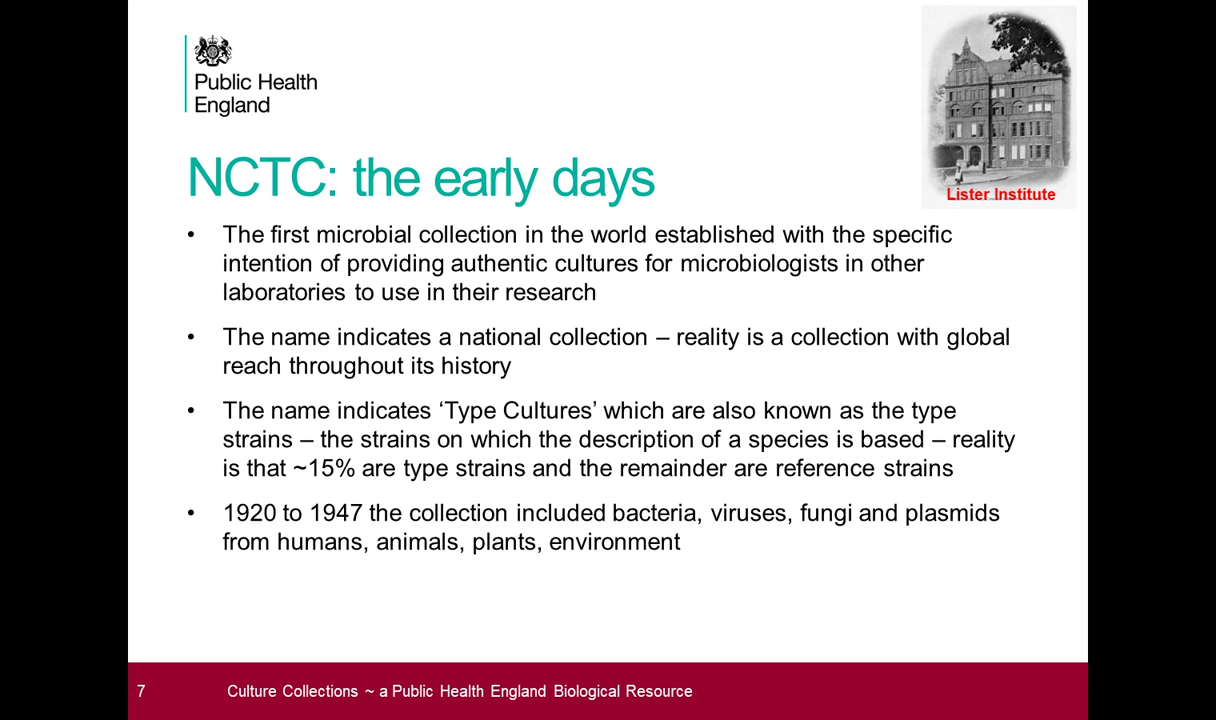 Public Health
England
Lister Institute
NCTC: the early days
• The first microbial collection in the world established with the specific
intention of providing authentic cultures for microbiologists in other
laboratories to use in their research
• The name indicates a national collection – reality is a collection with global
reach throughout its history
• The name indicates ‘Type Cultures’ which are also known as the type
strains – the strains on which the description of a species is based – reality
is that ~15% are type strains and the remainder are reference strains
• 1920 to 1947 the collection included bacteria, viruses, fungi and plasmids
from humans, animals, plants, environment
7 Culture Collections ~ a Public Health England Biological Resource